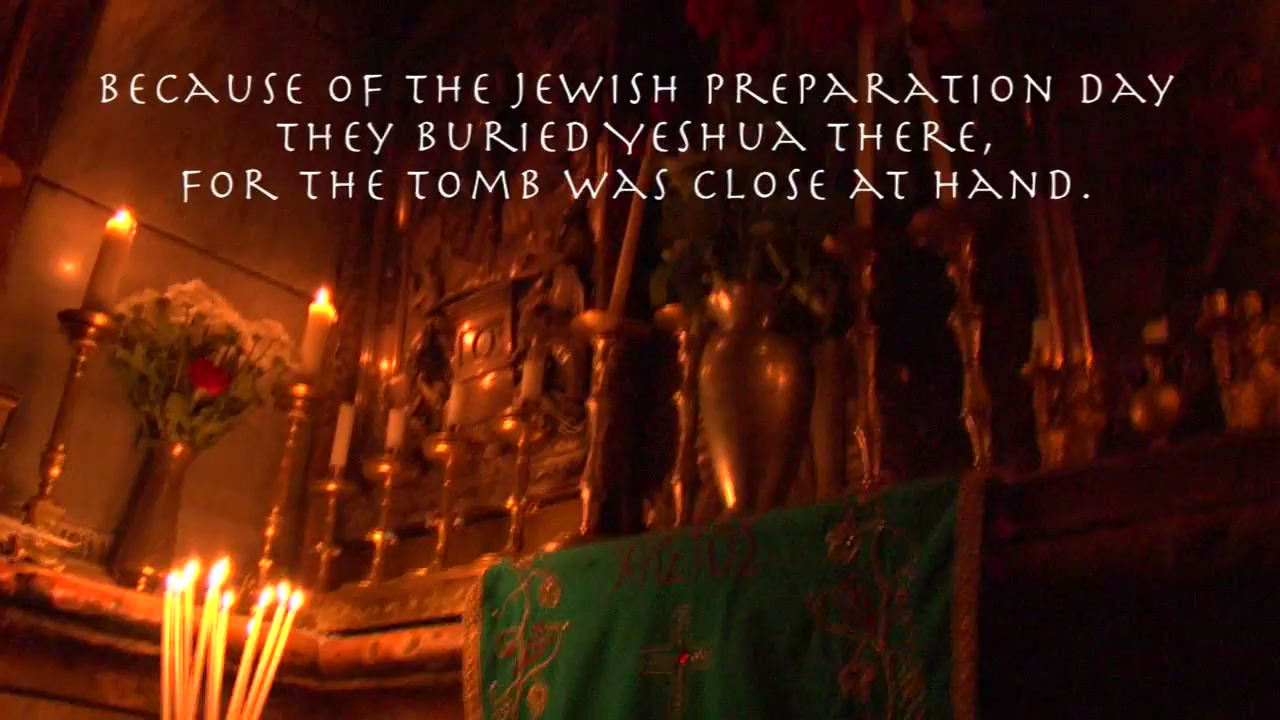 BECAUSE OF THE JEWISH PREPARATION DAY
THEY BURIED YESHUA THERE,
FOR THE TOMB WAS CLOSE AT HAND.